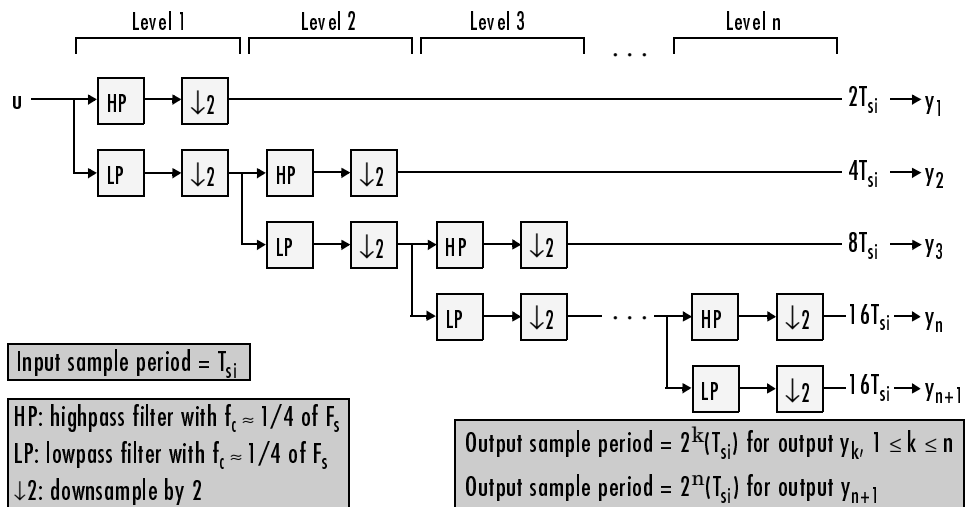 Level 1 Level 2 Level 3 . . . Level n
u HP ↓2 2T_si y_1
LP ↓2 HP ↓2 4T_si y_2
LP ↓2 HP ↓2 8T_si y_3
LP ↓2 . . . HP ↓2 16T_si y_n
LP ↓2 16T_si y_n+1
Input sample period = T_si
HP: highpass filter with f_c ≈ 1/4 of F_s
LP: lowpass filter with f_c ≈ 1/4 of F_s
↓2: downsample by 2
Output sample period = 2^k(T_si) for output y_k, 1 ≤ k ≤ n
Output sample period = 2^n(T_si) for output y_n+1